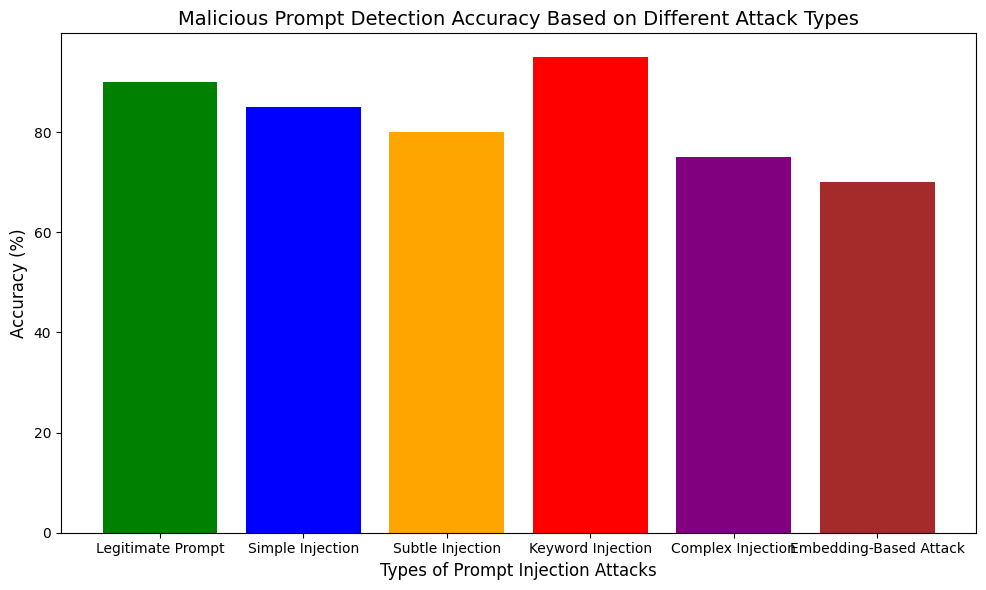 Malicious Prompt Detection Accuracy Based on Different Attack Types
Accuracy (%)
80
60
40
20
0
Legitimate Prompt Simple Injection Subtle Injection Keyword Injection Complex Injection Embedding-Based Attack
Types of Prompt Injection Attacks